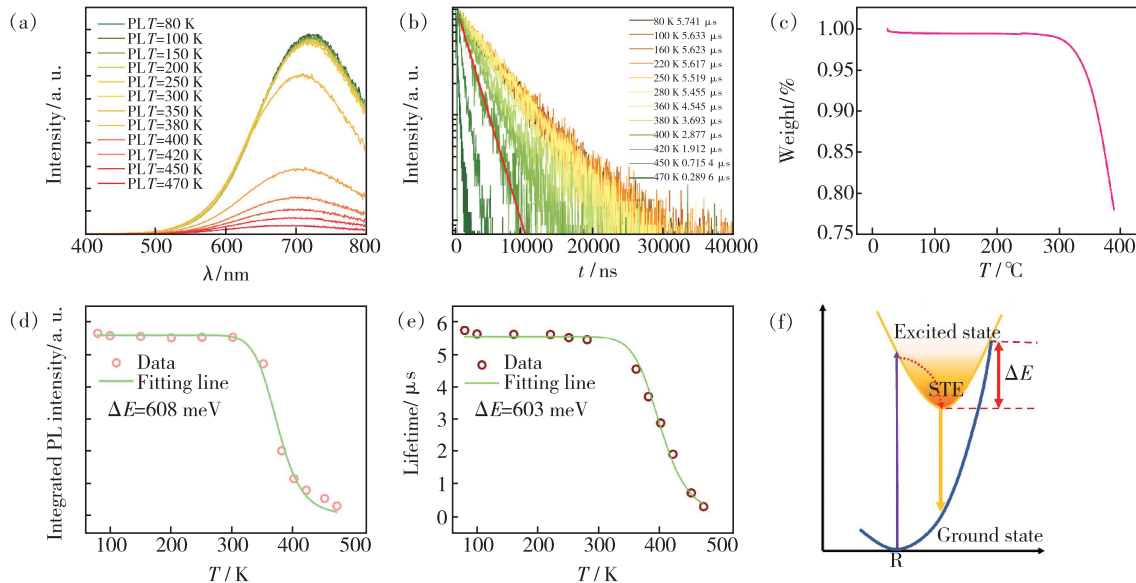 (a)
PL T=80 K
PL T=100 K
PL T=150 K
PL T=200 K
PL T=250 K
PL T=300 K
PL T=350 K
PL T=380 K
PL T=400 K
PL T=420 K
PL T=450 K
PL T=470 K
Intensity/a. u.
400 500 600 700 800
λ/nm
(b)
80 K 5.741 μs
100 K 5.633 μs
160 K 5.623 μs
220 K 5.617 μs
250 K 5.519 μs
280 K 5.455 μs
360 K 4.545 μs
380 K 3.693 μs
400 K 2.877 μs
420 K 1.912 μs
450 K 0.715 4 μs
470 K 0.289 6 μs
Intensity/a. u.
0 10000 20000 30000 40000
t/ns
(c)
1.00
0.95
0.90
0.85
0.80
0.75
Weight/%
0 100 200 300 400
T/℃
(d)
Data
Fitting line
ΔE=608 meV
Integrated PL intensity/a. u.
100 200 300 400 500
T/K
(e)
6
5
4
3
2
1
0
Data
Fitting line
ΔE=603 meV
Lifetime/μs
100 200 300 400 500
T/K
(f)
Excited state
STE
ΔE
Ground state
R